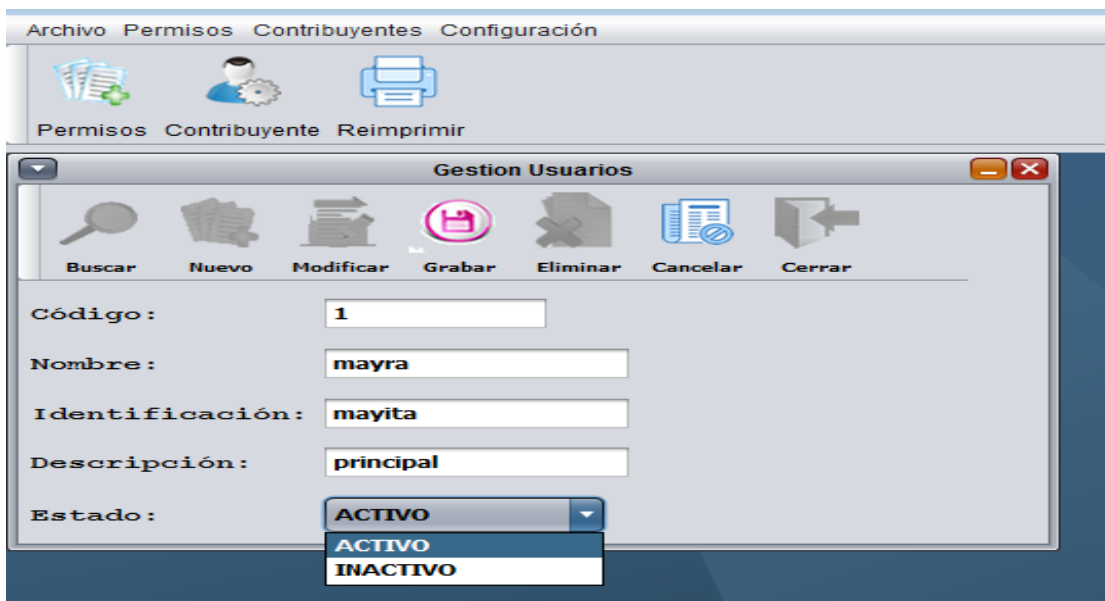 Archivo Permisos Contribuyentes Configuración
Permisos Contribuyente Reimprimir
Gestion Usuarios
Buscar Nuevo Modificar Grabar Eliminar Cancelar Cerrar
Código: 1
Nombre: mayra
Identificación: mayita
Descripción: principal
Estado: ACTIVO
ACTIVO
INACTIVO